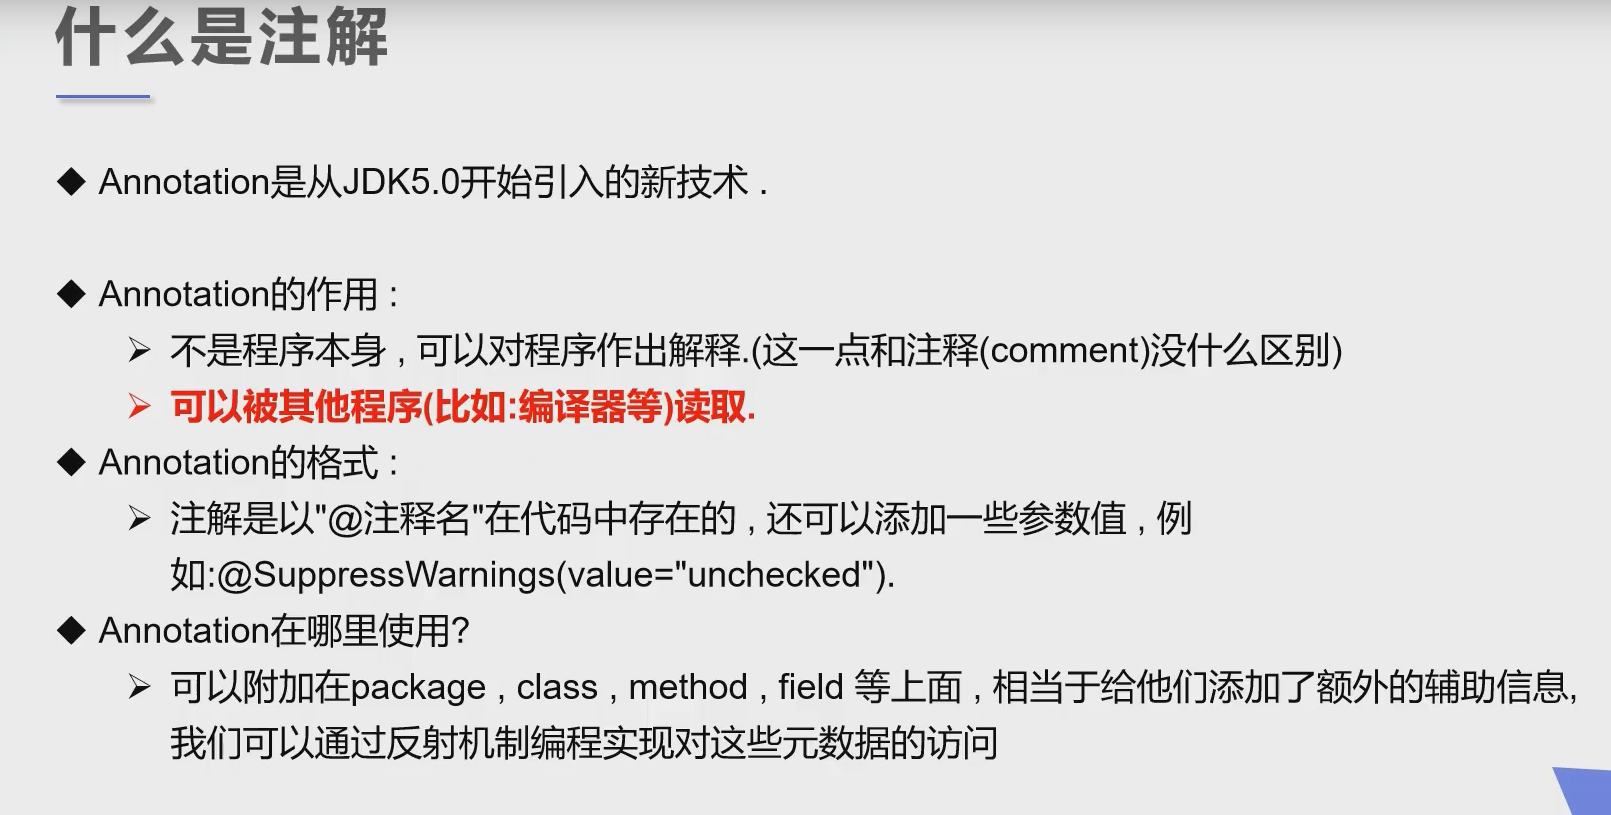 什么是注解
◆ Annotation是从JDK5.0开始引入的新技术 .
◆ Annotation的作用 :
➢ 不是程序本身 , 可以对程序作出解释.(这一点和注释(comment)没什么区别)
➢ 可以被其他程序(比如:编译器等)读取.
◆ Annotation的格式 :
➢ 注解是以"@注释名"在代码中存在的 , 还可以添加一些参数值 , 例
如:@SuppressWarnings(value="unchecked").
◆ Annotation在哪里使用?
➢ 可以附加在package , class , method , field 等上面 , 相当于给他们添加了额外的辅助信息,
我们可以通过反射机制编程实现对这些元数据的访问